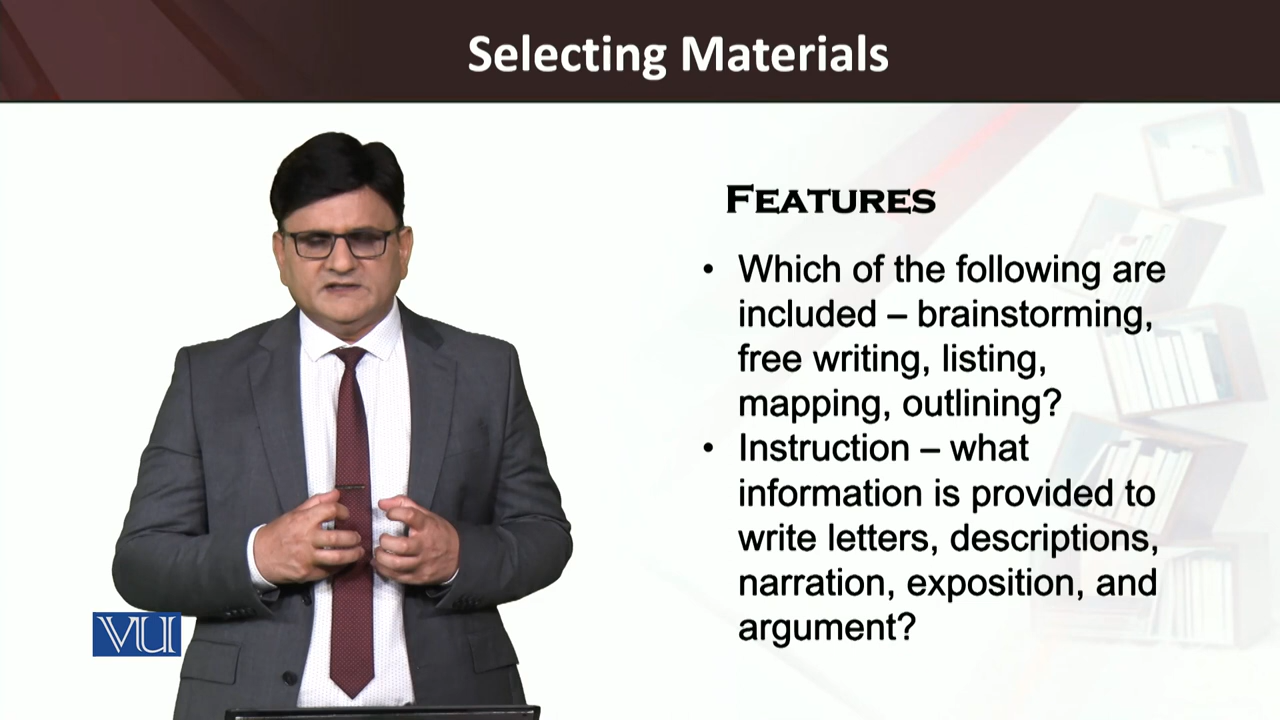 Selecting Materials
FEATURES
• Which of the following are
included – brainstorming,
free writing, listing,
mapping, outlining?
• Instruction – what
information is provided to
write letters, descriptions,
narration, exposition, and
argument?
VU